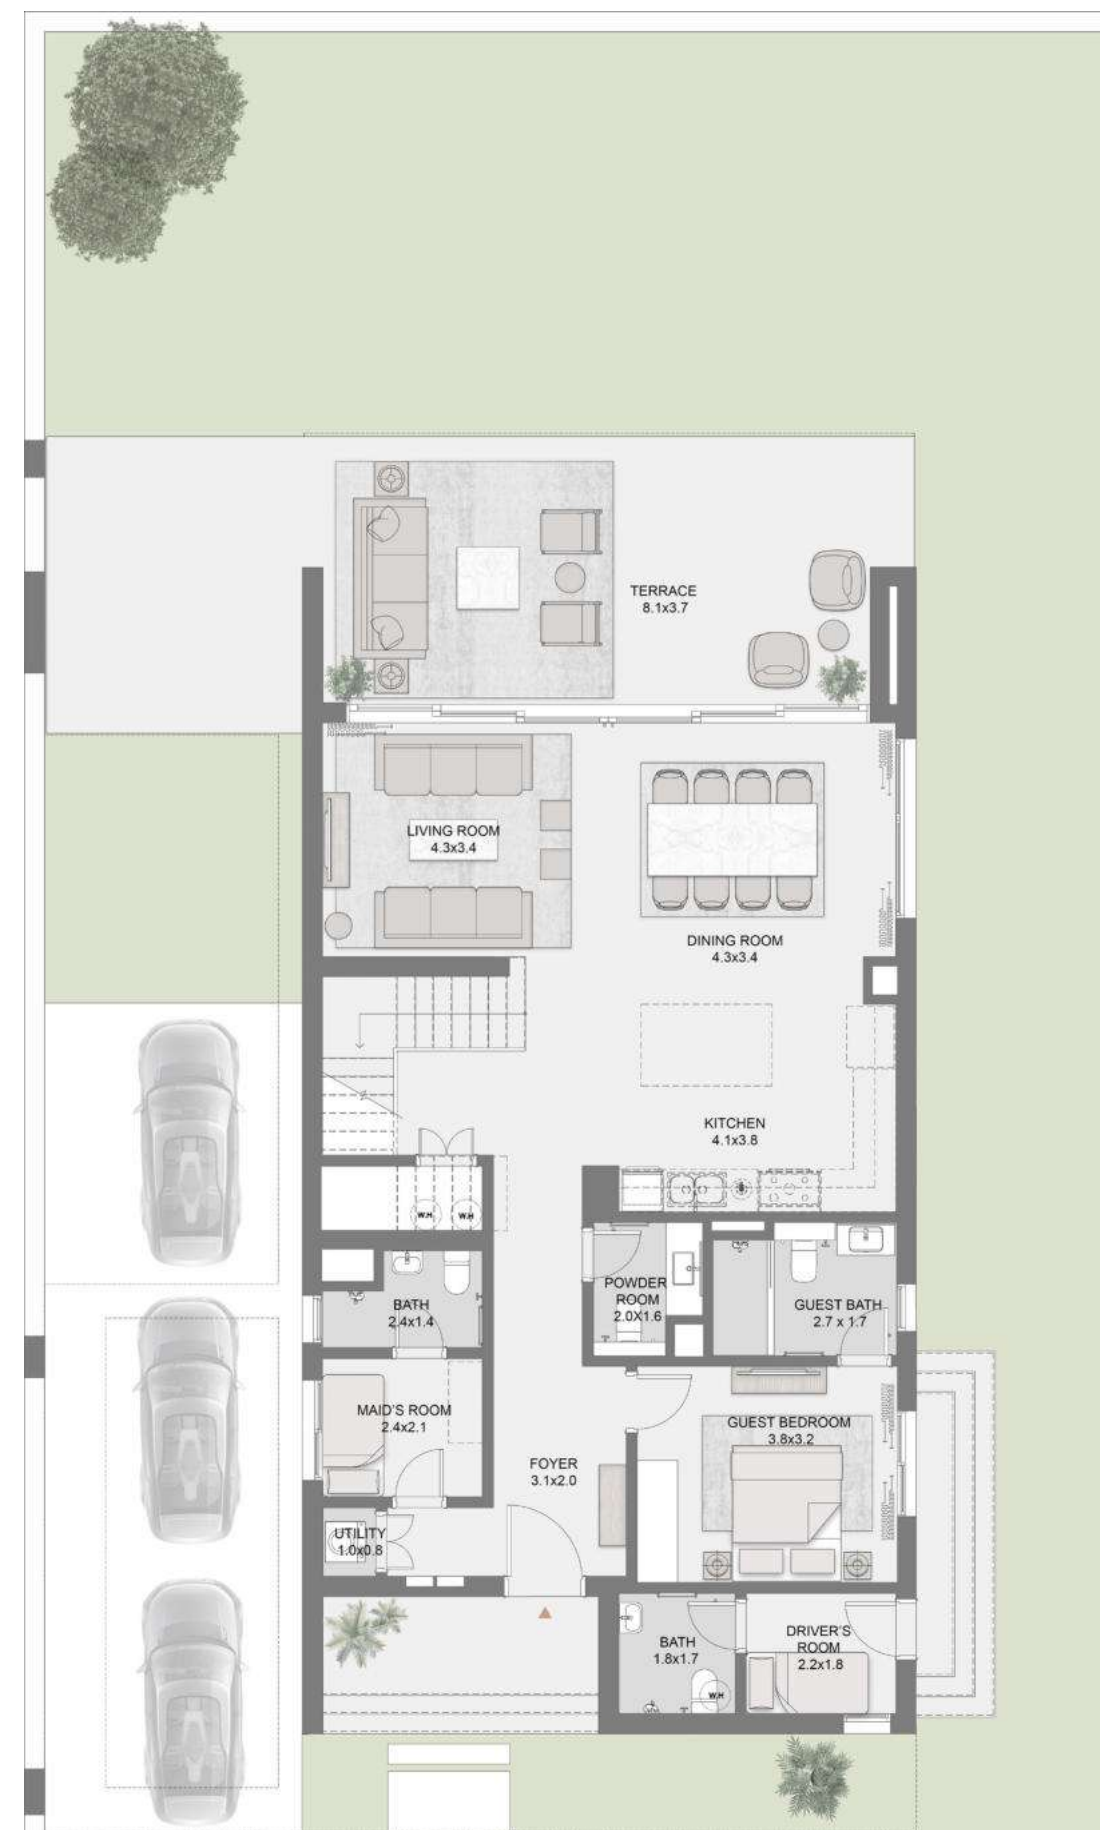 TERRACE
8.1x3.7
LIVING ROOM
4.3x3.4
DINING ROOM
4.3x3.4
KITCHEN
4.1x3.8
W.H
W.H
POWDER
ROOM
2.0X1.6
BATH
2.4x1.4
GUEST BATH
2.7 x 1.7
MAID'S ROOM
2.4x2.1
GUEST BEDROOM
3.8x3.2
FOYER
3.1x2.0
UTILITY
1.0x0.8
BATH
1.8x1.7
W.H
DRIVER'S
ROOM
2.2x1.8